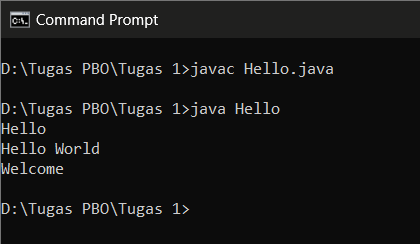 Command Prompt
D:\Tugas PBO\Tugas 1>javac Hello.java
D:\Tugas PBO\Tugas 1>java Hello
Hello
Hello World
Welcome
D:\Tugas PBO\Tugas 1>